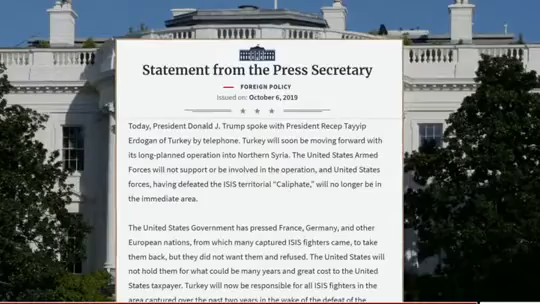 Statement from the Press Secretary
FOREIGN POLICY
Issued on: October 6, 2019
Today, President Donald J. Trump spoke with President Recep Tayyip
Erdogan of Turkey by telephone. Turkey will soon be moving forward with
its long-planned operation into Northern Syria. The United States Armed
Forces will not support or be involved in the operation, and United States
forces, having defeated the ISIS territorial “Caliphate,” will no longer be in
the immediate area.
The United States Government has pressed France, Germany, and other
European nations, from which many captured ISIS fighters came, to take
them back, but they did not want them and refused. The United States will
not hold them for what could be many years and great cost to the United
States taxpayer. Turkey will now be responsible for all ISIS fighters in
the area captured over the past two years in the wake of the defeat of the